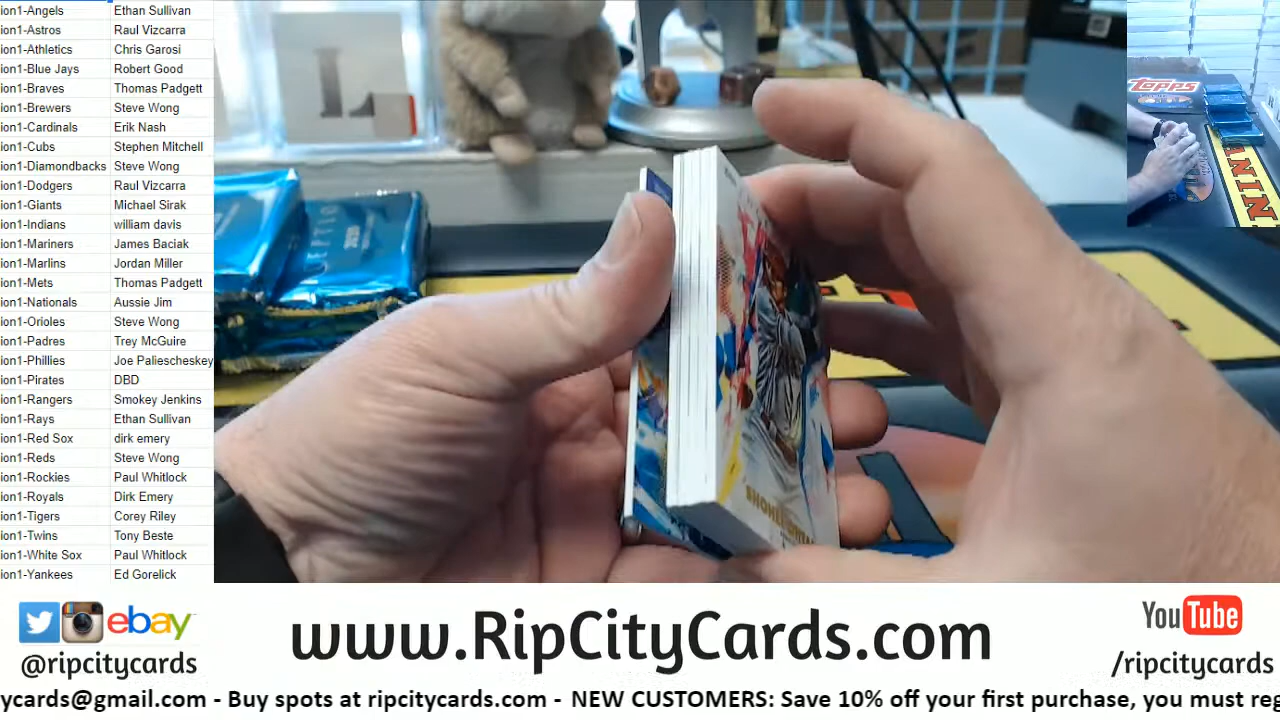 ion1-Angels Ethan Sullivan
ion1-Astros Raul Vizcarra
ion1-Athletics Chris Garosi
ion1-Blue Jays Robert Good
ion1-Braves Thomas Padgett
ion1-Brewers Steve Wong
ion1-Cardinals Erik Nash
ion1-Cubs Stephen Mitchell
ion1-Diamondbacks Steve Wong
ion1-Dodgers Raul Vizcarra
ion1-Giants Michael Sirak
ion1-Indians william davis
ion1-Mariners James Baciak
ion1-Marlins Jordan Miller
ion1-Mets Thomas Padgett
ion1-Nationals Aussie Jim
ion1-Orioles Steve Wong
ion1-Padres Trey McGuire
ion1-Phillies Joe Paliescheskey
ion1-Pirates DBD
ion1-Rangers Smokey Jenkins
ion1-Rays Ethan Sullivan
ion1-Red Sox dirk emery
ion1-Reds Steve Wong
ion1-Rockies Paul Whitlock
ion1-Royals Dirk Emery
ion1-Tigers Corey Riley
ion1-Twins Tony Beste
ion1-White Sox Paul Whitlock
ion1-Yankees Ed Gorelick
L
CEPTIO
2020
Topps
NINI
ebay
@ripcitycards
www.RipCityCards.com
YouTube
/ripcitycards
ycards@gmail.com - Buy spots at ripcitycards.com - NEW CUSTOMERS: Save 10% off your first purchase, you must reg